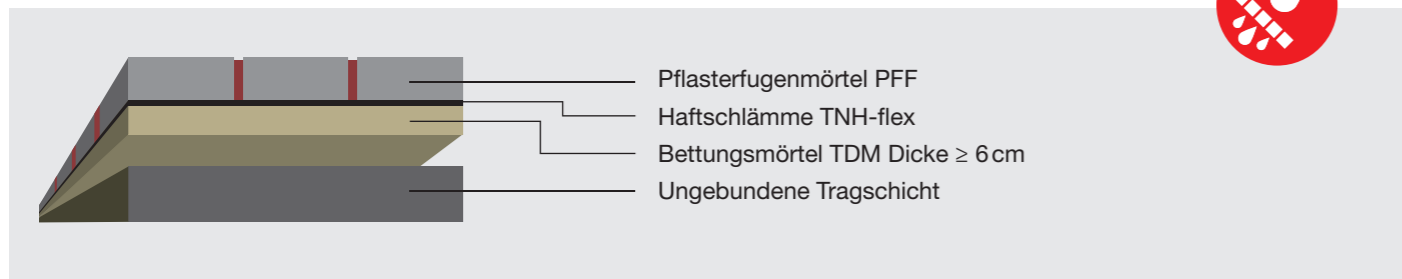 Pflasterfugenmörtel PFF
Haftschlämme TNH-flex
Bettungsmörtel TDM Dicke ≥ 6 cm
Ungebundene Tragschicht